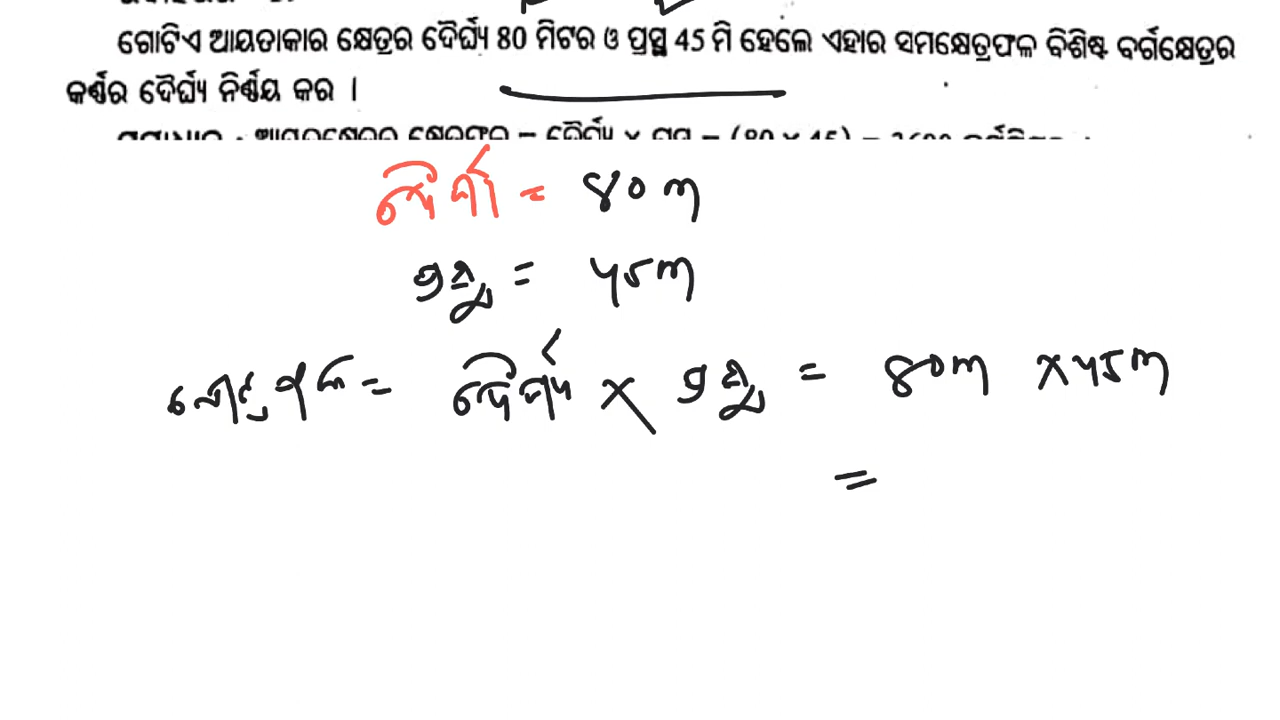 ଗୋଟିଏ ଆୟତାକାର କ୍ଷେତ୍ରର ଦୈର୍ଘ୍ୟ 80 ମିଟର ଓ ପ୍ରସ୍ଥ 45 ମି ହେଲେ ଏହାର ସମକ୍ଷେତ୍ରଫଳ ବିଶିଷ୍ଟ ବର୍ଗକ୍ଷେତ୍ରର
କର୍ଣ୍ଣର ଦୈର୍ଘ୍ୟ ନିର୍ଣ୍ଣୟ କର ।
ଦୈର୍ଘ୍ୟ = 80 m
ପ୍ରସ୍ଥ = 45m
କ୍ଷେତ୍ରଫଳ = ଦୈର୍ଘ୍ୟ × ପ୍ରସ୍ଥ = 80m × 45m
=